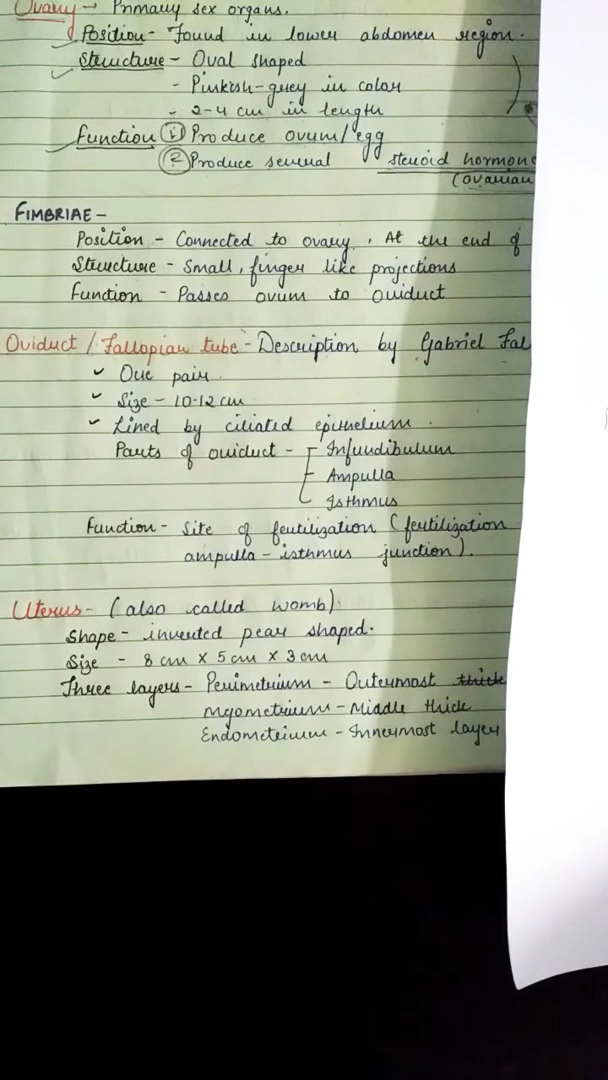 Ovary → Primary sex organs.
Position - Found in lower abdomen region.
Structure - Oval shaped
- Pinkish-grey in color
- 2-4 cm in length
Function ① Produce ovum/egg
② Produce several steroid hormone
(ovarian
FIMBRIAE -
Position - Connected to ovary, At the end of
Structure - Small, finger like projections
Function - Passes ovum to oviduct
Oviduct / Fallopian tube - Description by Gabriel Fal
One pair
Size - 10-12 cm
Lined by ciliated epithelium.
Parts of oviduct - Infundibulum
Ampulla
Isthmus
Function - Site of fertilization (fertilization
ampulla - isthmus junction).
Uterus - (also called womb)
Shape - inverted pear shaped.
Size - 8 cm X 5 cm X 3 cm
Three layers - Perimetrium - Outermost thick
Myometrium - Middle thick
Endometrium - Innermost layer